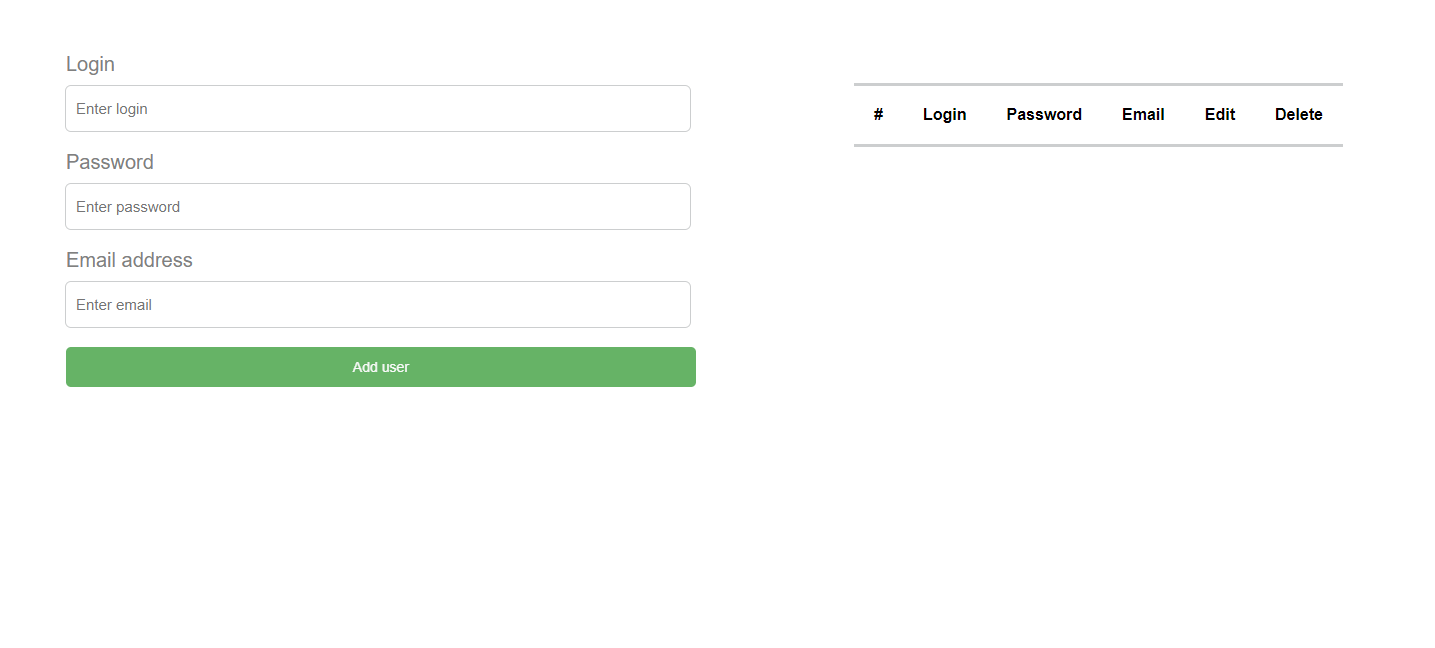 Login
Enter login
Password
Enter password
Email address
Enter email
Add user
# Login Password Email Edit Delete